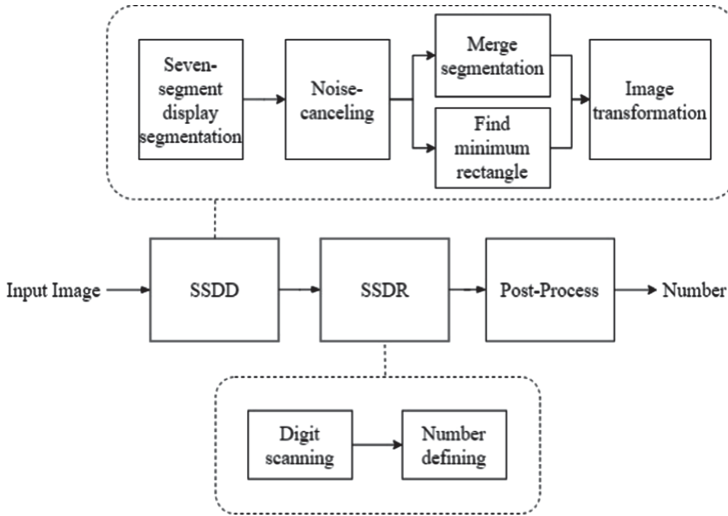 Seven-
segment
display
segmentation
Noise-
canceling
Merge
segmentation
Find
minimum
rectangle
Image
transformation
Input Image
SSDD
SSDR
Post-Process
Number
Digit
scanning
Number
defining